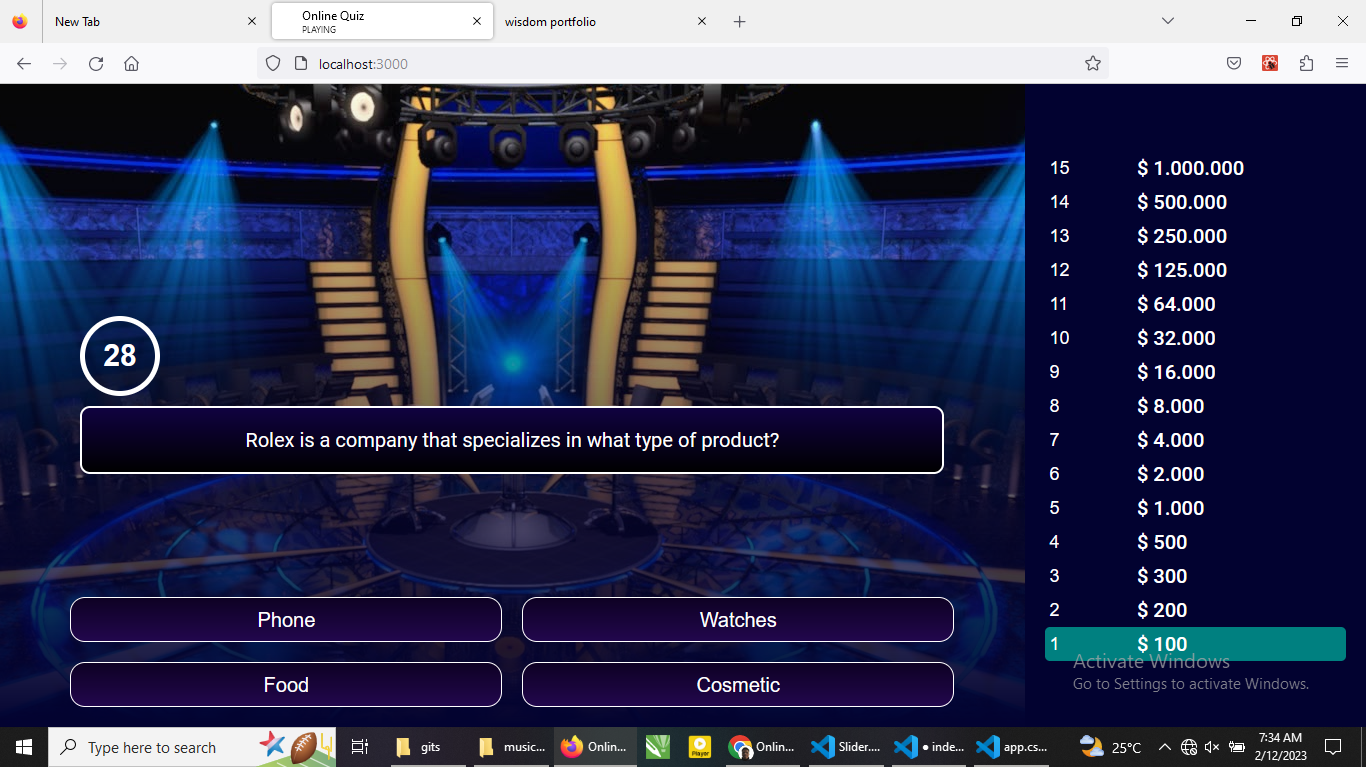 New Tab
Online Quiz
PLAYING
wisdom portfolio
localhost:3000
15 $ 1.000.000
14 $ 500.000
13 $ 250.000
12 $ 125.000
11 $ 64.000
10 $ 32.000
9 $ 16.000
8 $ 8.000
7 $ 4.000
6 $ 2.000
5 $ 1.000
4 $ 500
3 $ 300
2 $ 200
1 $ 100
28
Rolex is a company that specializes in what type of product?
Phone
Watches
Food
Cosmetic
Activate Windows
Go to Settings to activate Windows.
Type here to search
gits
music...
Onlin...
Player
Onlin...
Slider....
● inde...
app.cs...
25°C
7:34 AM
2/12/2023